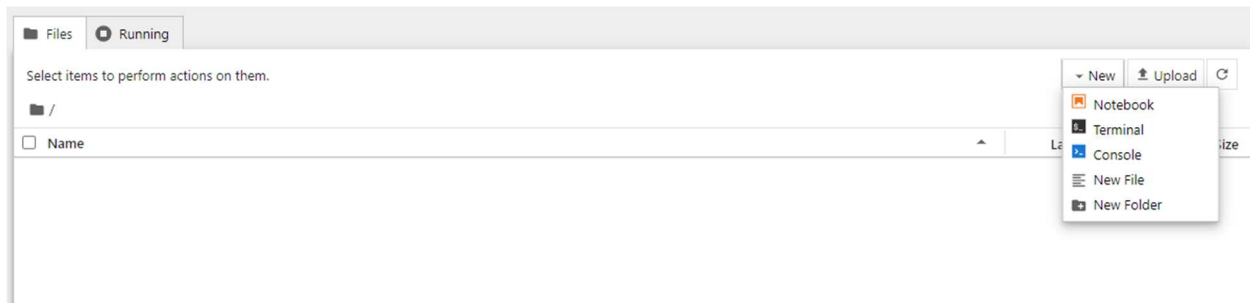 Files Running
Select items to perform actions on them.
New Upload
/
Name
Notebook
Terminal
Console
New File
New Folder